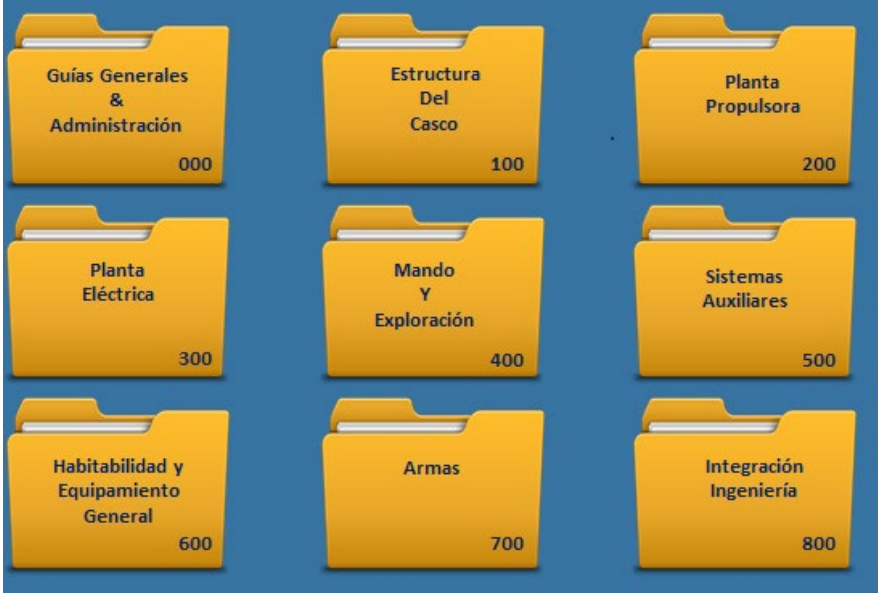 Guías Generales
&
Administración
000
Estructura
Del
Casco
100
Planta
Propulsora
200
Planta
Eléctrica
300
Mando
Y
Exploración
400
Sistemas
Auxiliares
500
Habitabilidad y
Equipamiento
General
600
Armas
700
Integración
Ingeniería
800